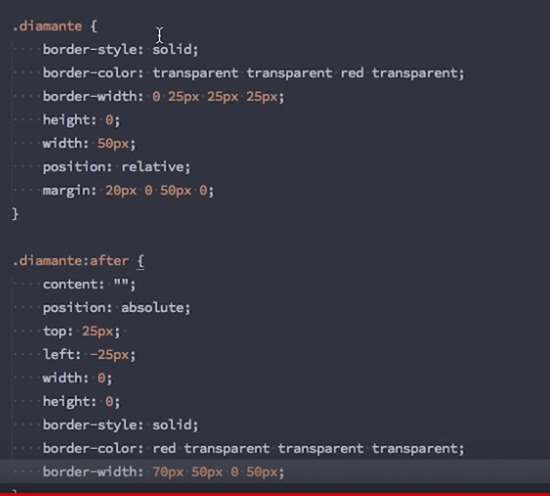 .diamante {
border-style: solid;
border-color: transparent transparent red transparent;
border-width: 0 25px 25px 25px;
height: 0;
width: 50px;
position: relative;
margin: 20px 0 50px 0;
}
.diamante:after {
content: "";
position: absolute;
top: 25px;
left: -25px;
width: 0;
height: 0;
border-style: solid;
border-color: red transparent transparent transparent;
border-width: 70px 50px 0 50px;
}